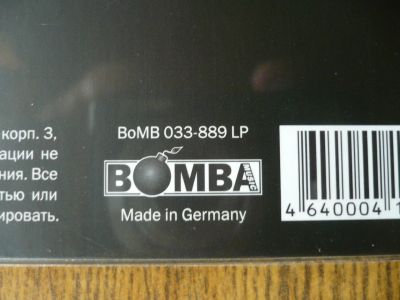 корп. 3,
ации не
ния. Все
тью или
ировать.
BoMB 033-889 LP
BOMBA
MUSIC
Made in Germany
4 640004 1